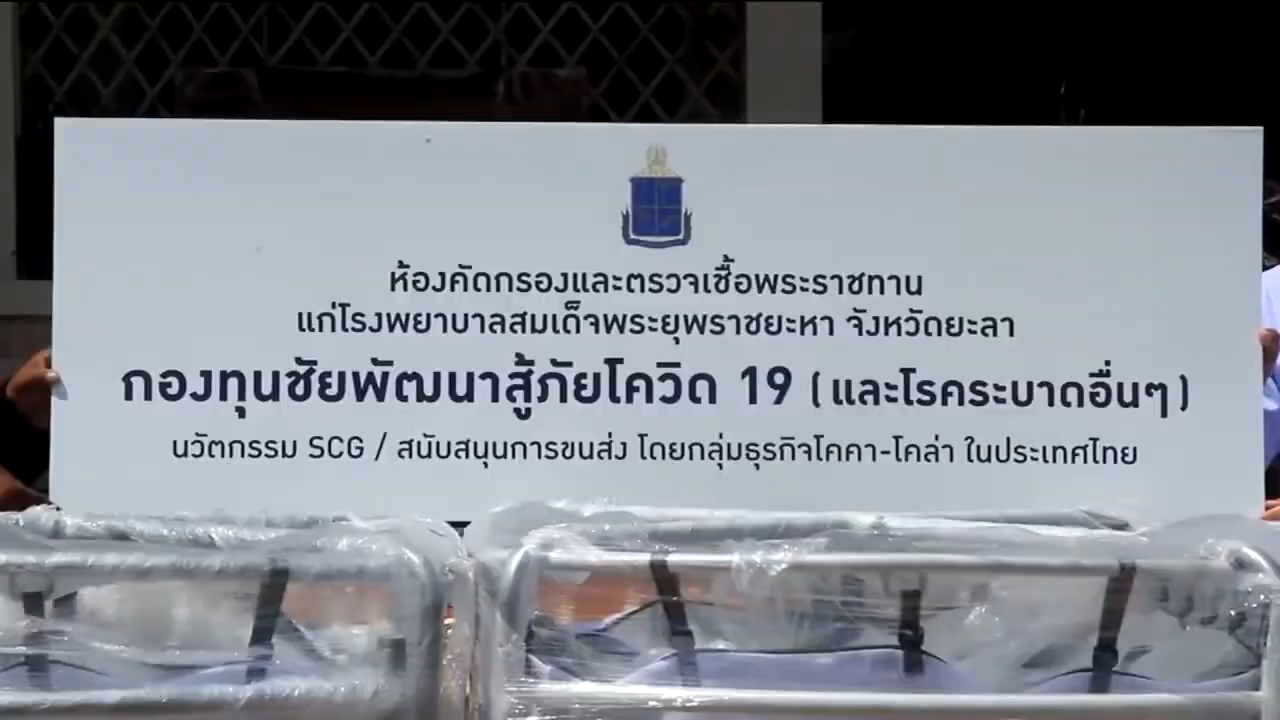 ห้องคัดกรองและตรวจเชื้อพระราชทาน
แก่โรงพยาบาลสมเด็จพระยุพราชยะหา จังหวัดยะลา
กองทุนชัยพัฒนาสู้ภัยโควิด 19 (และโรคระบาดอื่นๆ)
นวัตกรรม SCG / สนับสนุนการขนส่ง โดยกลุ่มธุรกิจโคคา-โคล่า ในประเทศไทย